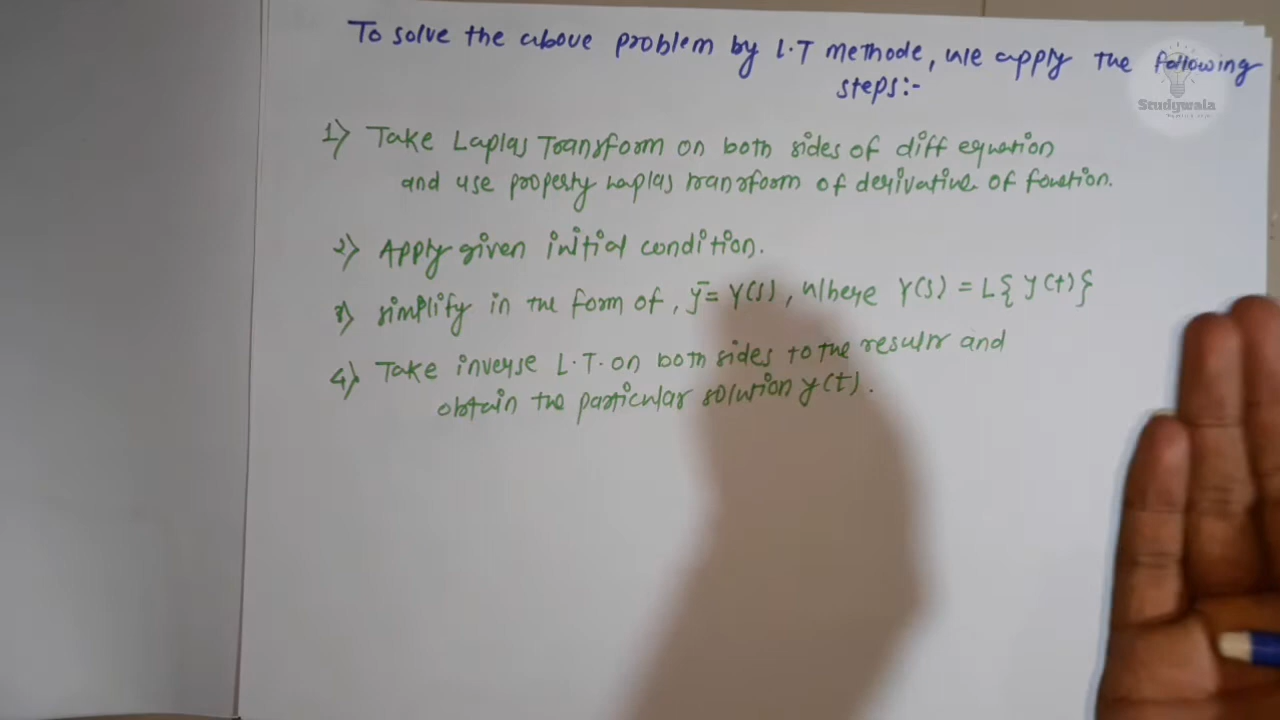 To solve the above problem by L.T methode, we apply the following
steps:-
Studywala
1) Take Laplas Transform on both sides of diff equation
and use property Laplas transform of derivative of fonction.
2) Apply given initial condition.
3) simplify in the form of, ȳ = Y(s), where Y(s) = L{ y(t) }
4) Take inverse L.T. on both sides to the result and
obtain the particular solution y(t).